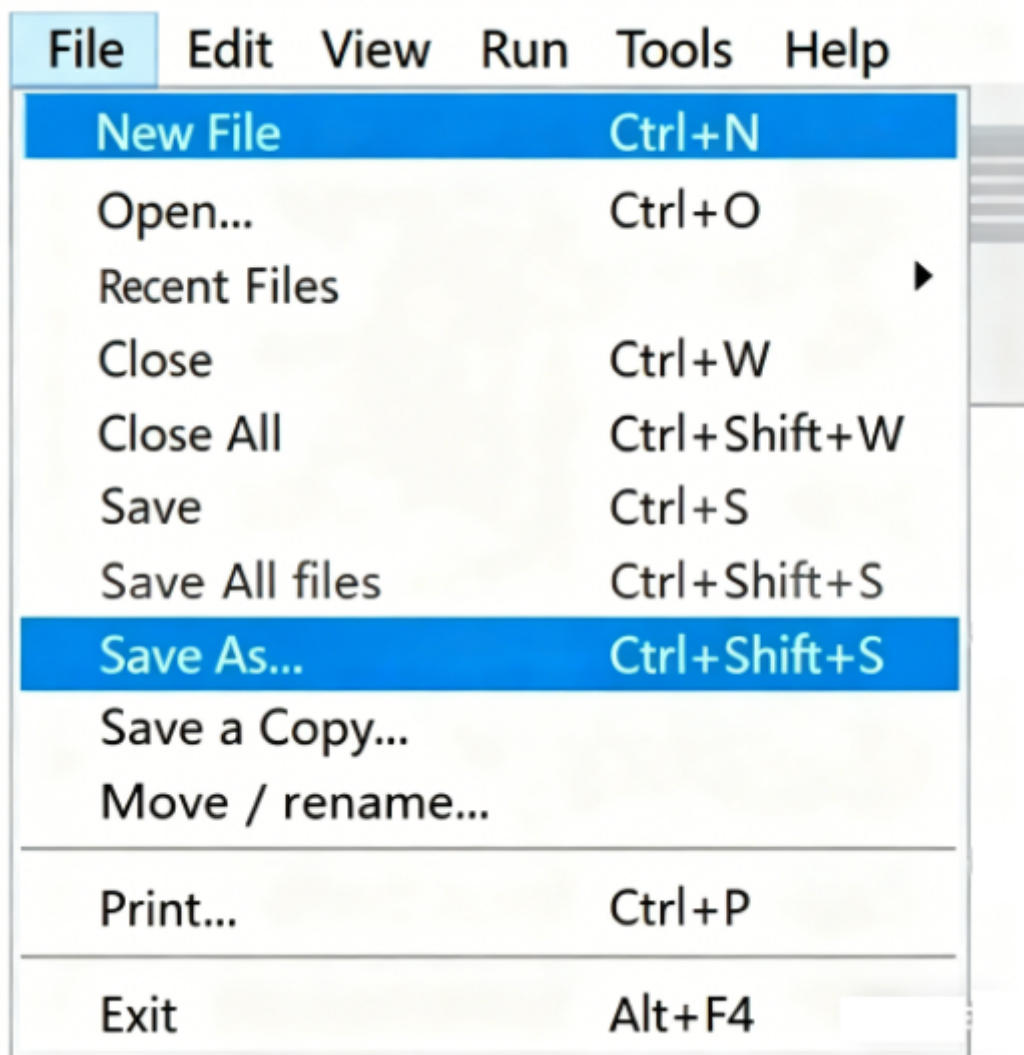 File Edit View Run Tools Help
New File Ctrl+N
Open... Ctrl+O
Recent Files
Close Ctrl+W
Close All Ctrl+Shift+W
Save Ctrl+S
Save All files Ctrl+Shift+S
Save As... Ctrl+Shift+S
Save a Copy...
Move / rename...
Print... Ctrl+P
Exit Alt+F4